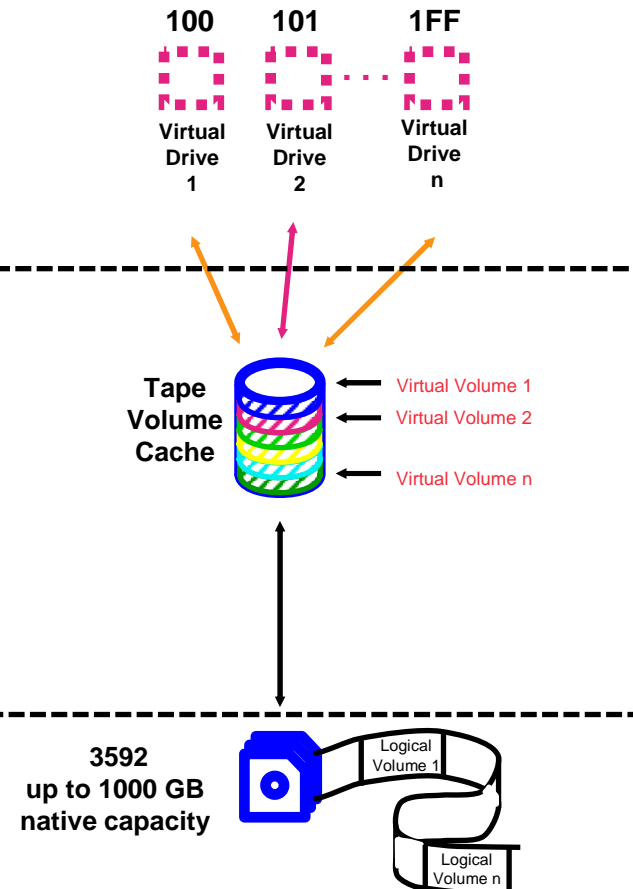 100 101 1FF
Virtual Drive 1
Virtual Drive 2
Virtual Drive n
Tape
Volume
Cache
Virtual Volume 1
Virtual Volume 2
Virtual Volume n
3592
up to 1000 GB
native capacity
Logical
Volume 1
Logical
Volume n